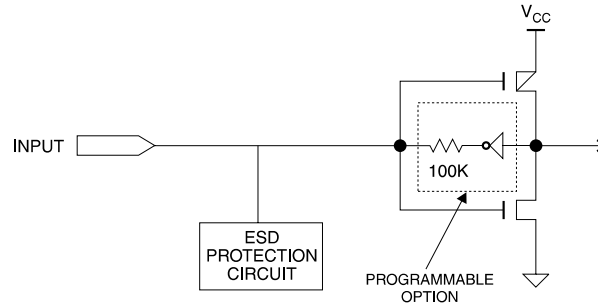 VCC
INPUT
100K
ESD
PROTECTION
CIRCUIT
PROGRAMMABLE
OPTION